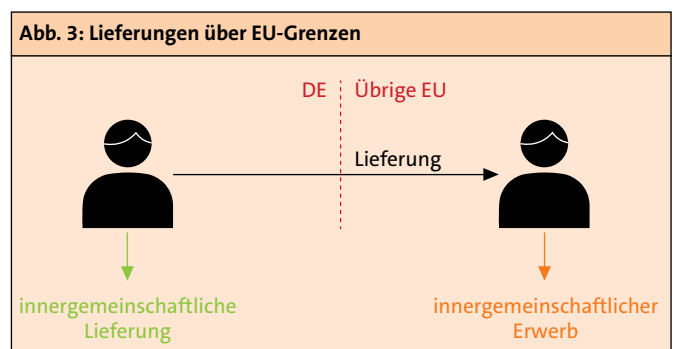 Abb. 3: Lieferungen über EU-Grenzen
DE Übrige EU
Lieferung
innergemeinschaftliche
Lieferung
innergemeinschaftlicher
Erwerb